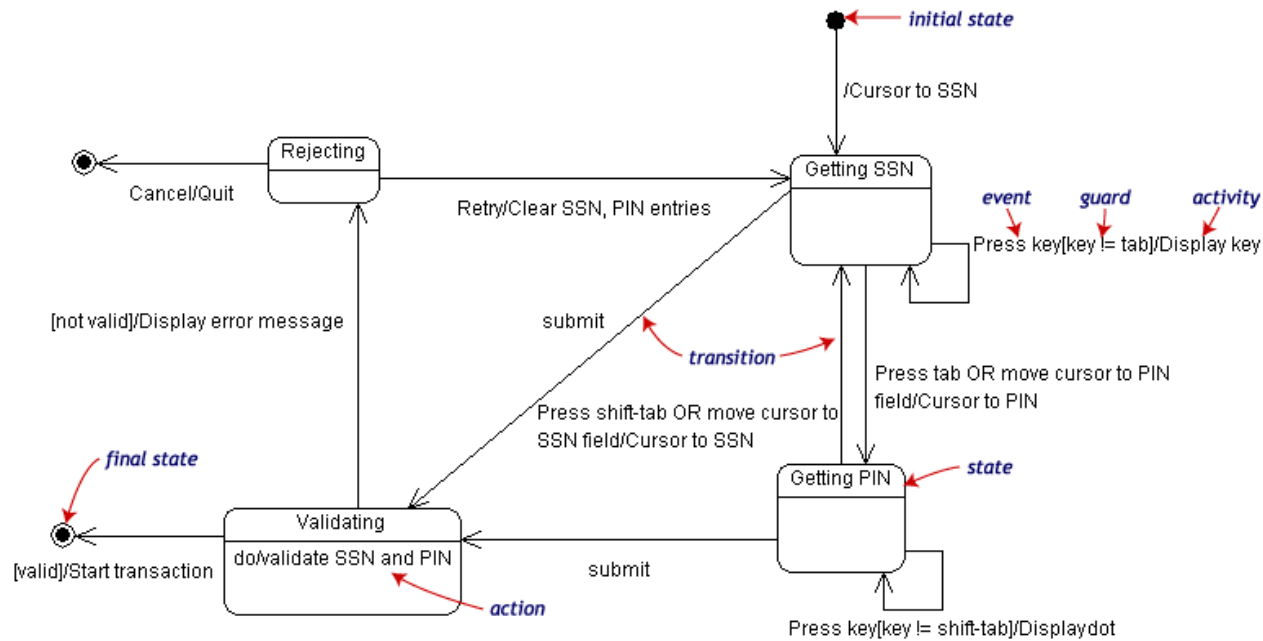 initial state
/Cursor to SSN
Rejecting
Getting SSN
Cancel/Quit
Retry/Clear SSN, PIN entries
event
guard
activity
Press key[key != tab]/Display key
[not valid]/Display error message
submit
transition
Press tab OR move cursor to PIN
field/Cursor to PIN
Press shift-tab OR move cursor to
SSN field/Cursor to SSN
final state
Getting PIN
state
Validating
do/validate SSN and PIN
[valid]/Start transaction
submit
action
Press key[key != shift-tab]/Displaydot